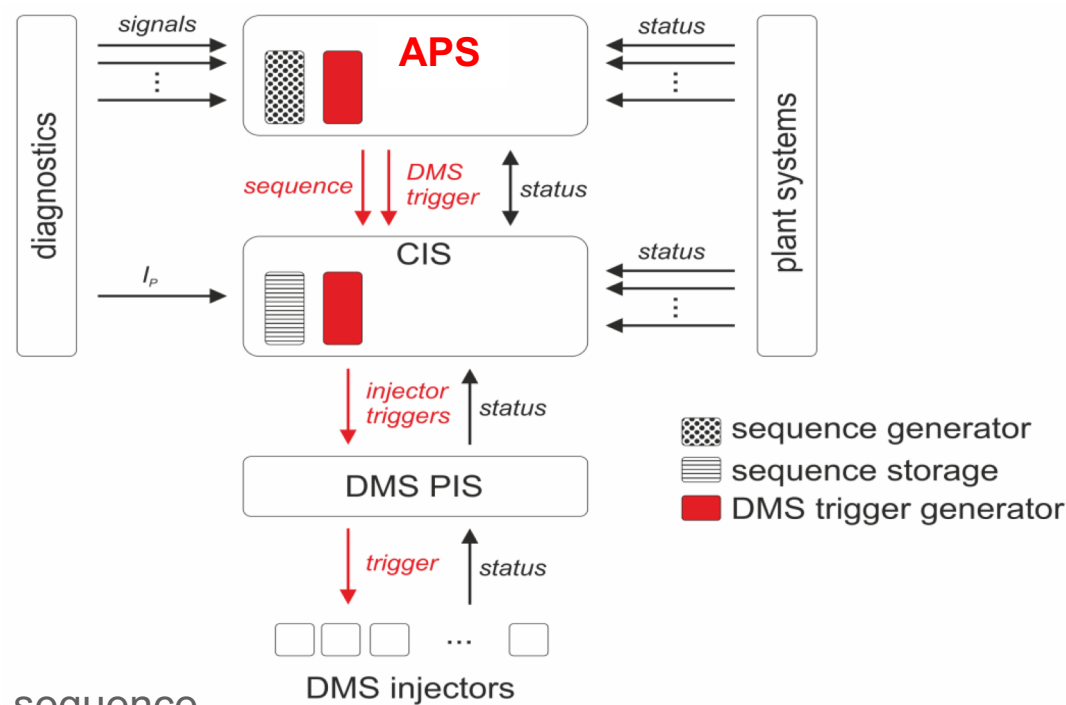 signals
APS
status
⋮
⋮
diagnostics
plant systems
sequence
DMS
trigger
status
CIS
I_P
status
⋮
injector
triggers
status
sequence generator
sequence storage
DMS trigger generator
DMS PIS
trigger
status
...
DMS injectors
sequence